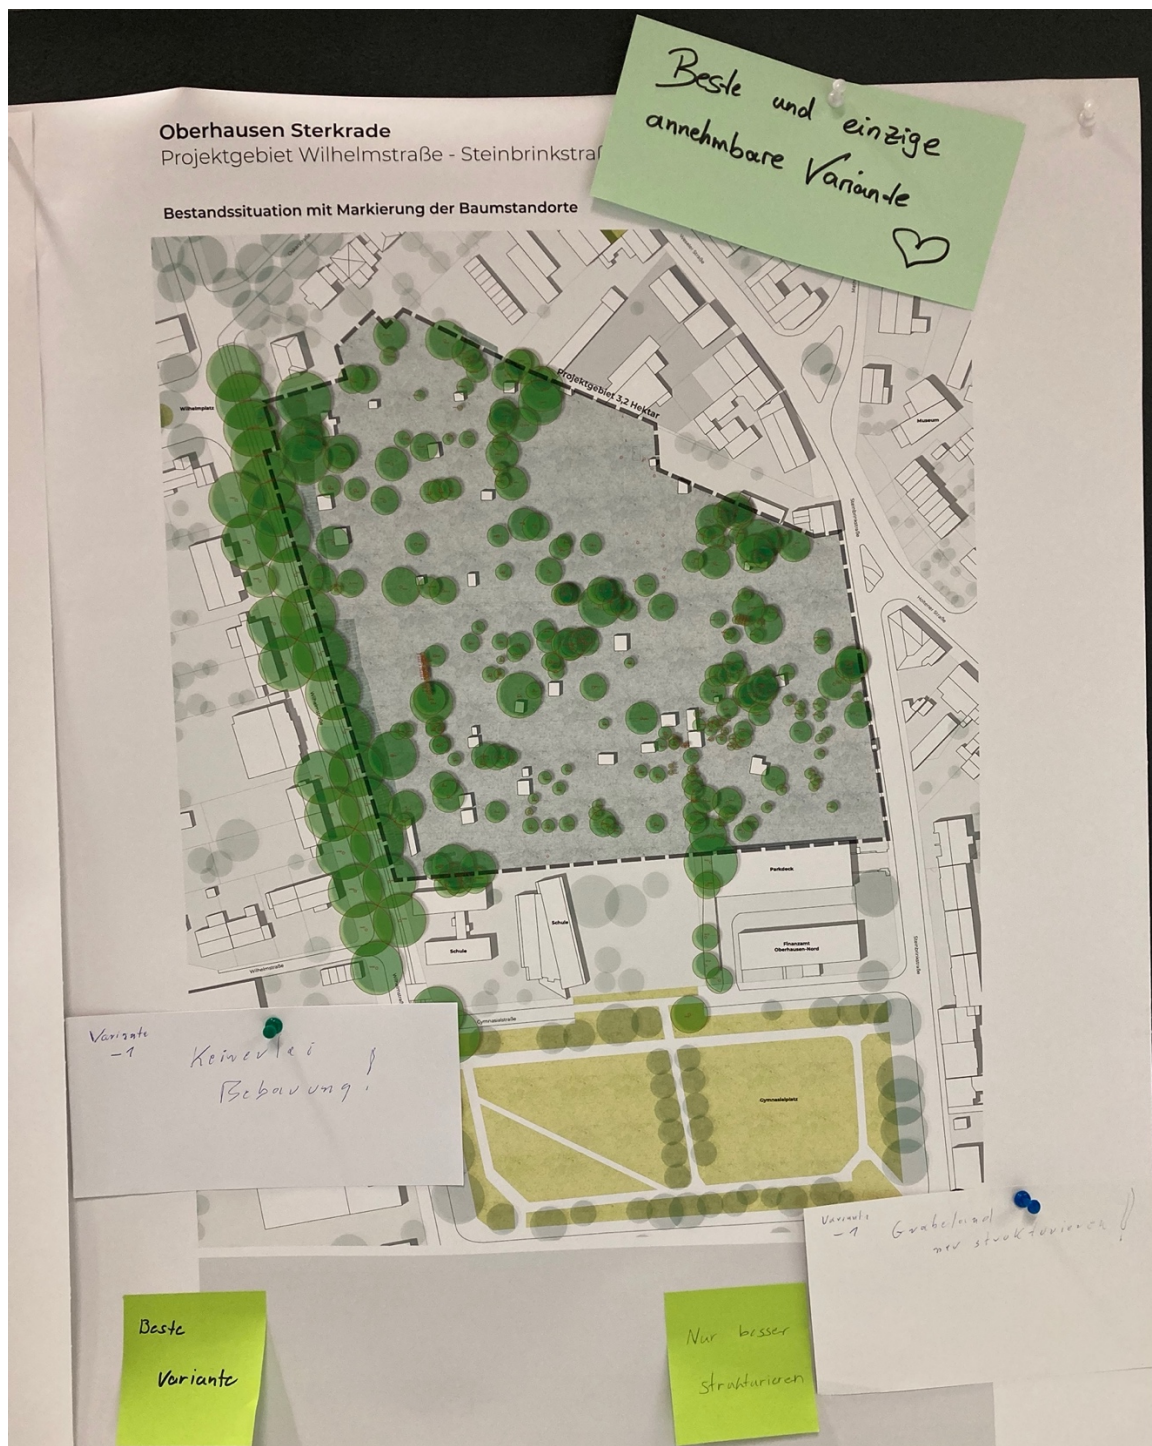 Beste und einzige
annehmbare Variante
Oberhausen Sterkrade
Projektgebiet Wilhelmstraße - Steinbrinkstraß
Bestandssituation mit Markierung der Baumstandorte
Projektgebiet 3,2 Hektar
Wilhelmplatz
Museum
Steinbrinkstraße
Parkdeck
Schule
Schule
Finanzamt
Oberhausen-Nord
Wilhelmstraße
Steinbrinkstraße
Gymnasialstraße
Gymnasialplatz
Variante
-1
Keinerlei
Bebauung!
Variante
-1
Grabeland
nur strukturieren!
Beste
Variante
Nur besser
strukturieren